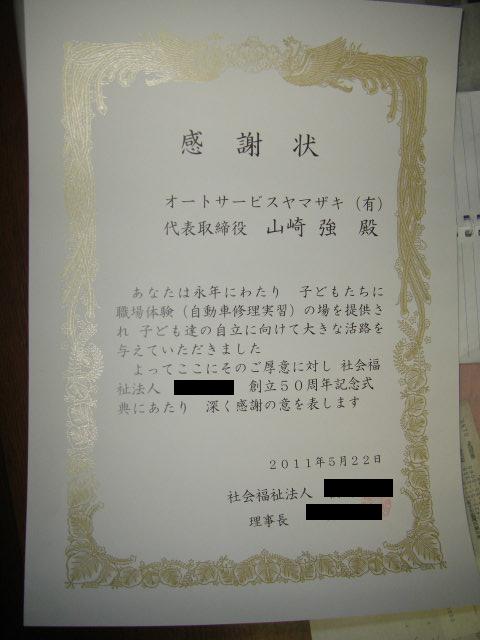 感謝状
オートサービスヤマザキ（有）
代表取締役　山崎 強　殿
あなたは永年にわたり　子どもたちに
職場体験（自動車修理実習）の場を提供さ
れ 子ども達の自立に向けて大きな活路を
与えていただきました
よってここにそのご厚意に対し 社会福
祉法人　創立５０周年記念式
典にあたり　深く感謝の意を表します
２０１１年５月２２日
社会福祉法人
理事長